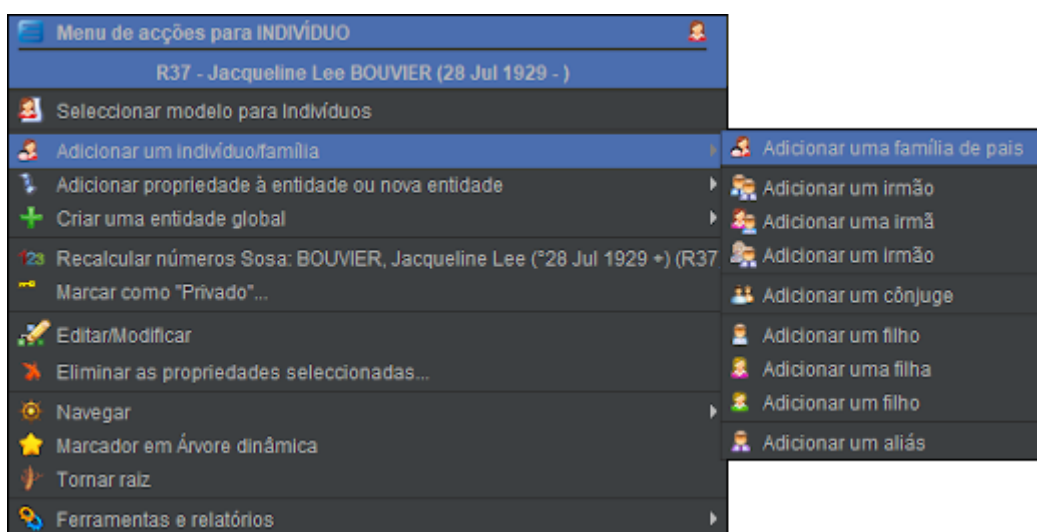 Menu de acções para INDIVÍDUO
R37 - Jacqueline Lee BOUVIER (28 Jul 1929 - )
Seleccionar modelo para Indivíduos
Adicionar um indivíduo/família
Adicionar propriedade à entidade ou nova entidade
Criar uma entidade global
123 Recalcular números Sosa: BOUVIER, Jacqueline Lee (°28 Jul 1929 +) (R37
Marcar como "Privado"...
Editar/Modificar
Eliminar as propriedades seleccionadas...
Navegar
Marcador em Árvore dinâmica
Tornar raiz
Ferramentas e relatórios
Adicionar uma família de pais
Adicionar um irmão
Adicionar uma irmã
Adicionar um irmão
Adicionar um cônjuge
Adicionar um filho
Adicionar uma filha
Adicionar um filho
Adicionar um aliás